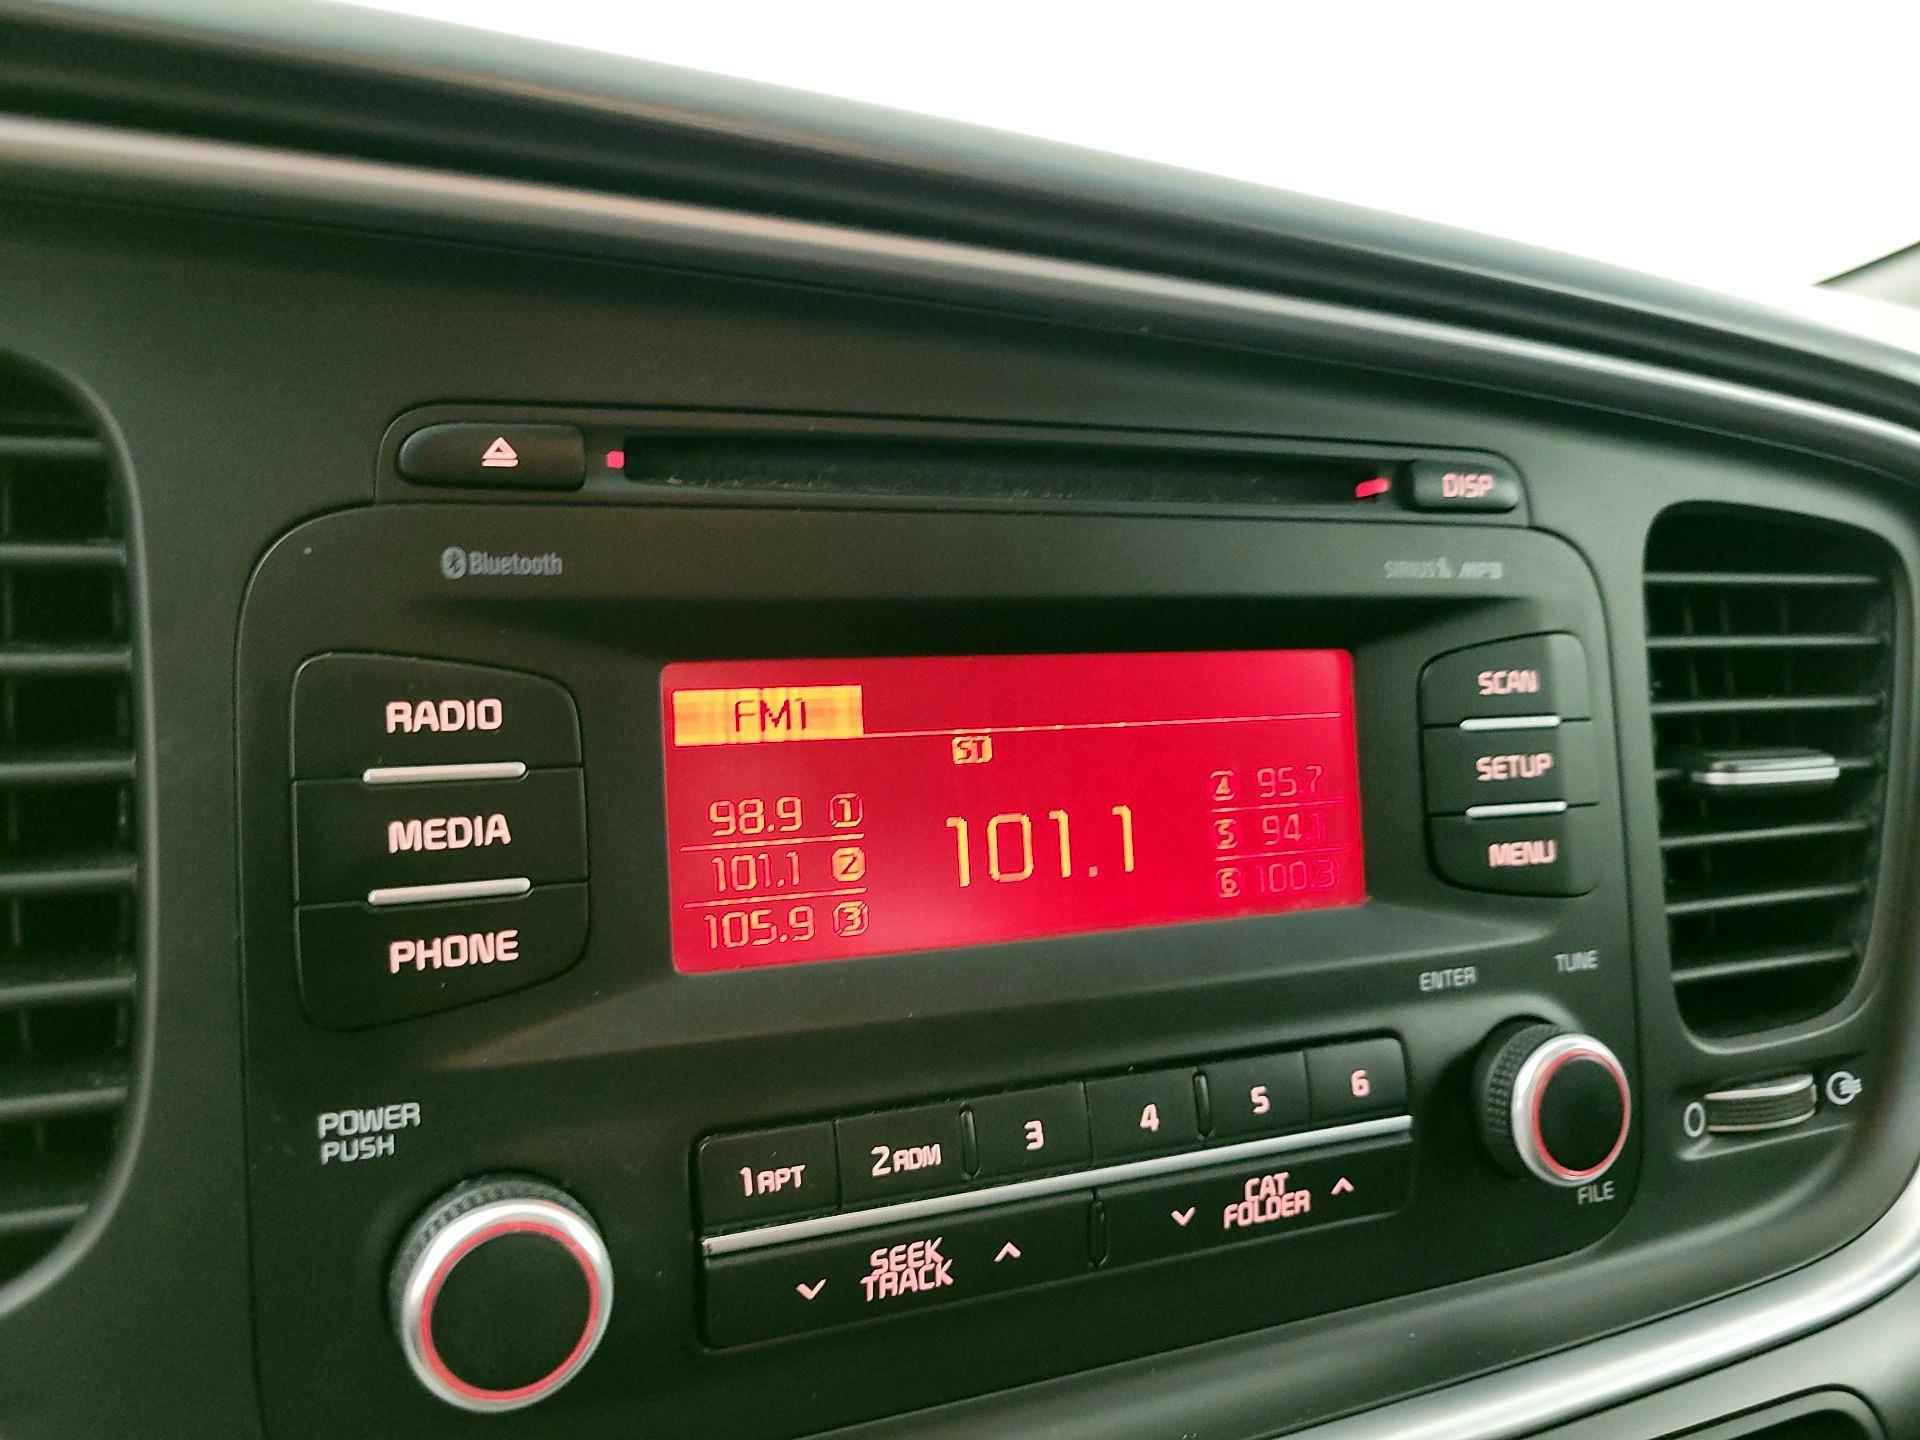 DISP
Bluetooth
SIRIUS MP3
RADIO
MEDIA
PHONE
FM1
ST
98.9 1
101.1 2
105.9 3
101.1
4 95.7
5 94.1
6 100.3
SCAN
SETUP
MENU
ENTER
TUNE
FILE
POWER
PUSH
1 RPT 2 RDM 3 4 5 6
SEEK
TRACK
CAT
FOLDER
0